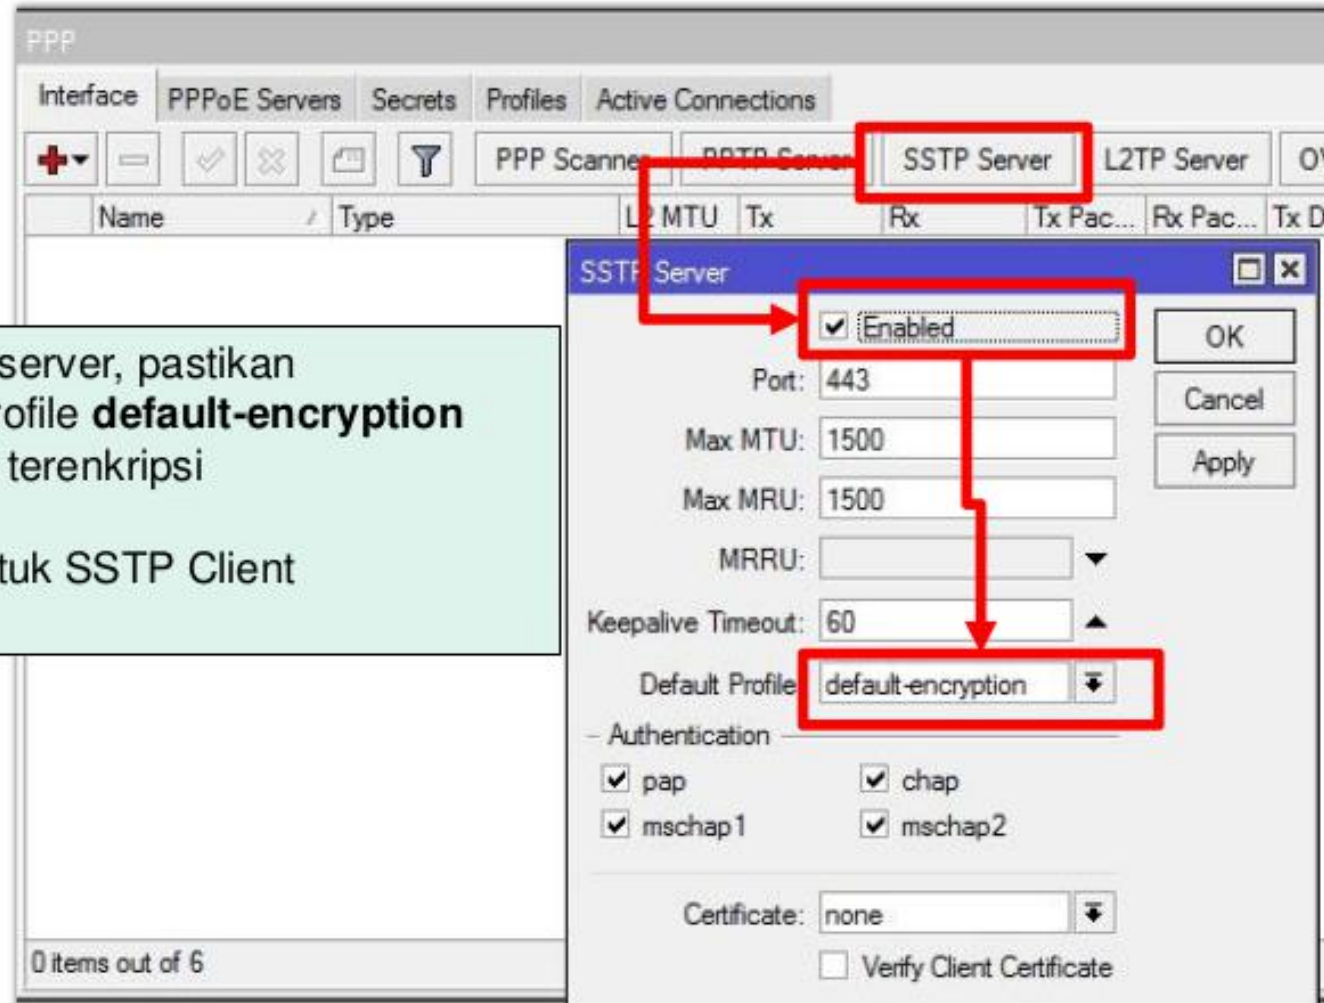 PPP
Interface PPPoE Servers Secrets Profiles Active Connections
PPP Scanner PPTP Server SSTP Server L2TP Server
Name Type L2 MTU Tx Rx Tx Pac... Rx Pac... Tx D
SSTP Server
Enabled
OK
server, pastikan
Port: 443
Cancel
ofile default-encryption
Max MTU: 1500
terenkripsi
Apply
Max MRU: 1500
tuk SSTP Client
MRRU:
Keepalive Timeout: 60
Default Profile default-encryption
Authentication
pap chap
mschap1 mschap2
Certificate: none
0 items out of 6
Verify Client Certificate